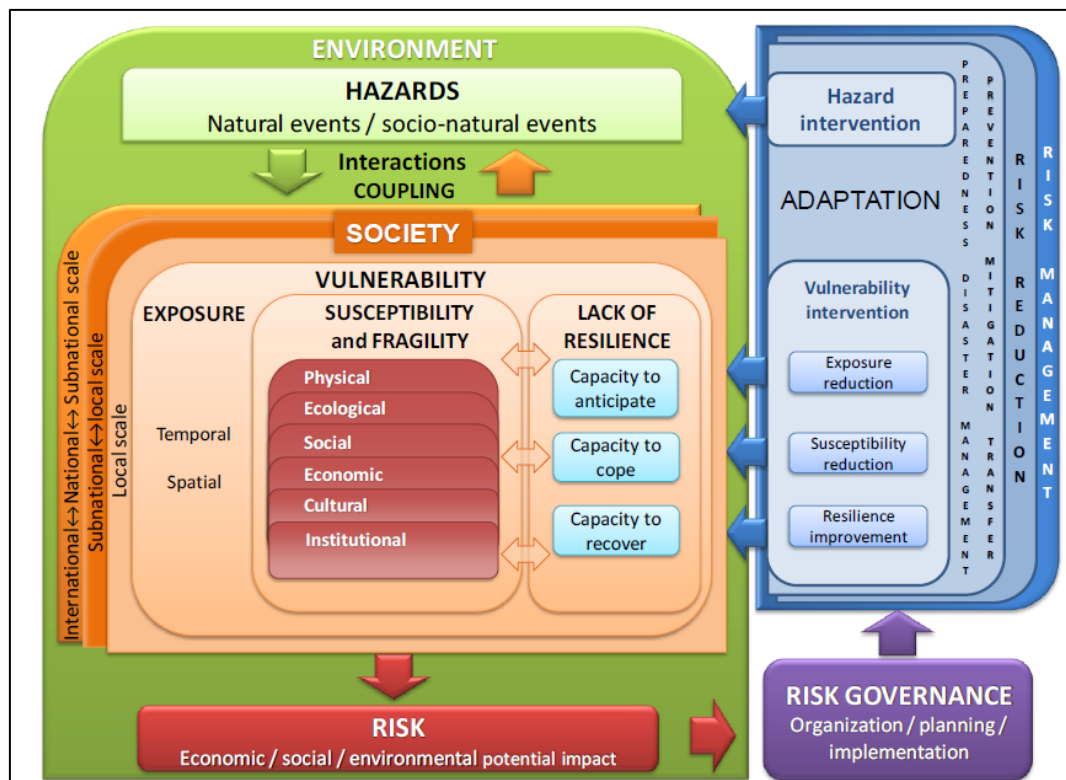 ENVIRONMENT
HAZARDS
Natural events / socio-natural events
Interactions
COUPLING
SOCIETY
International↔National↔Subnational scale
Subnational↔local scale
Local scale
VULNERABILITY
EXPOSURE
Temporal
Spatial
SUSCEPTIBILITY
and FRAGILITY
Physical
Ecological
Social
Economic
Cultural
Institutional
LACK OF
RESILIENCE
Capacity to
anticipate
Capacity to
cope
Capacity to
recover
RISK
Economic / social / environmental potential impact
Hazard
intervention
ADAPTATION
Vulnerability
intervention
Exposure
reduction
Susceptibility
reduction
Resilience
improvement
PREPAREDNESS DISASTER MANAGEMENT
PREVENTION MITIGATION TRANSFER
RISK REDUCTION
RISK MANAGEMENT
RISK GOVERNANCE
Organization / planning /
implementation